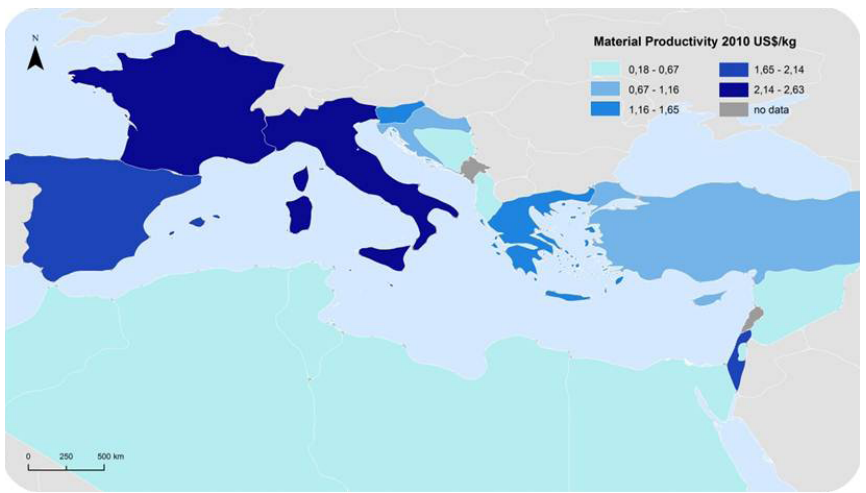 N
Material Productivity 2010 US$/kg
0,18 - 0,67
1,65 - 2,14
0,67 - 1,16
2,14 - 2,63
1,16 - 1,65
no data
0 250 500 km